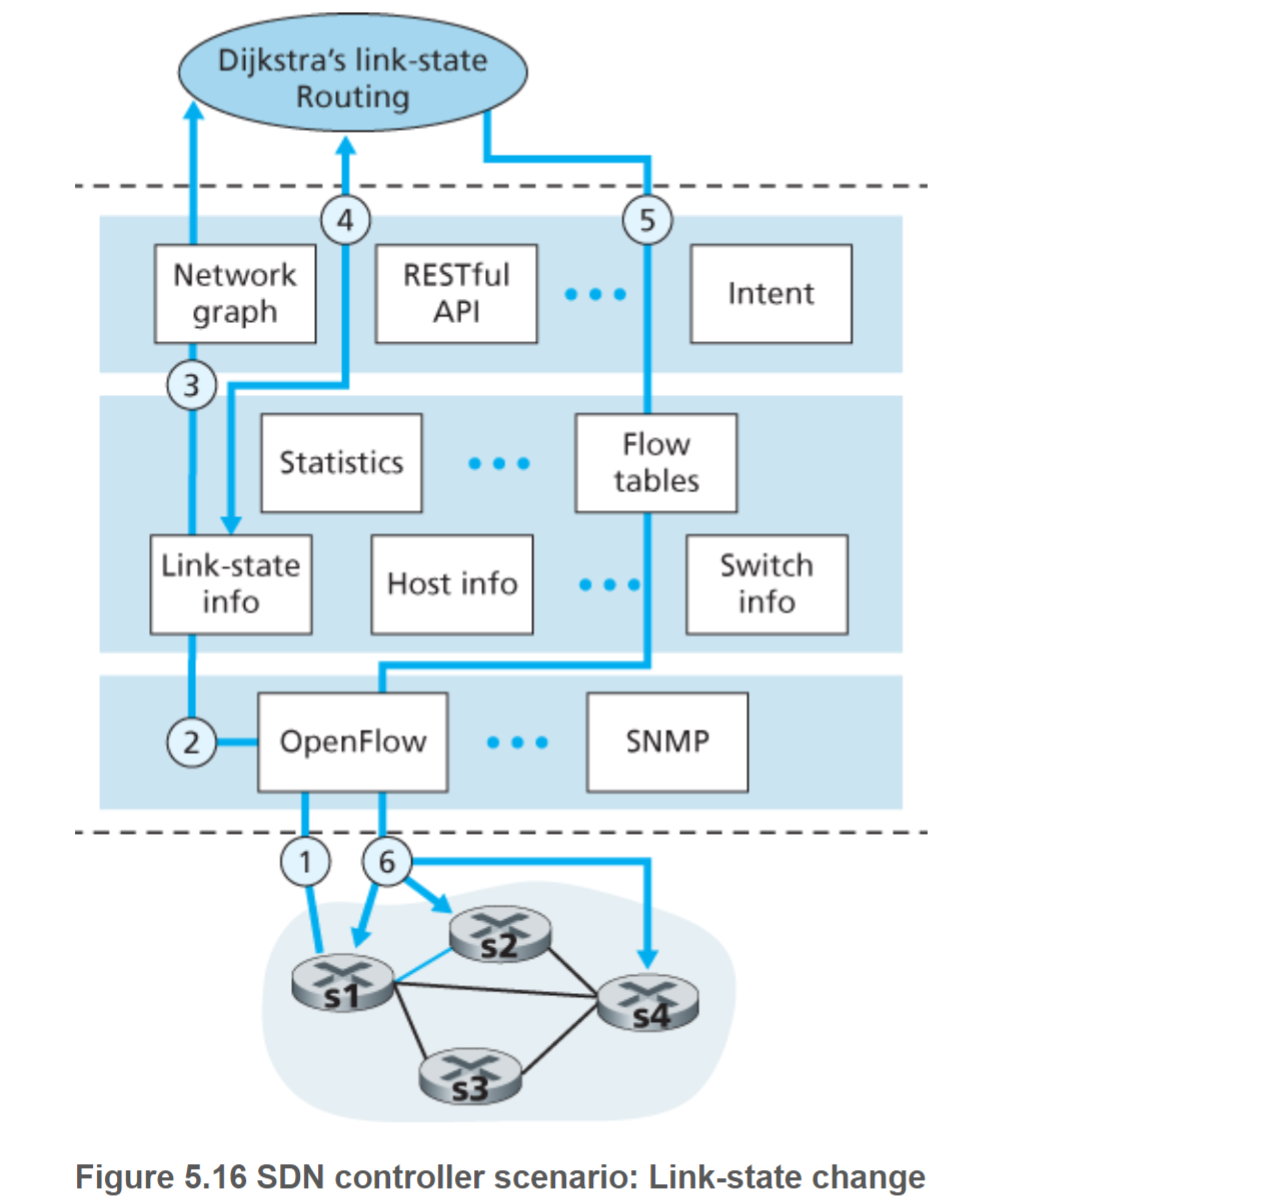 Dijkstra's link-state
Routing
4
5
Network
graph
RESTful
API
Intent
3
Statistics
Flow
tables
Link-state
info
Host info
Switch
info
2
OpenFlow
SNMP
1
6
s2
s1
s4
s3
Figure 5.16 SDN controller scenario: Link-state change